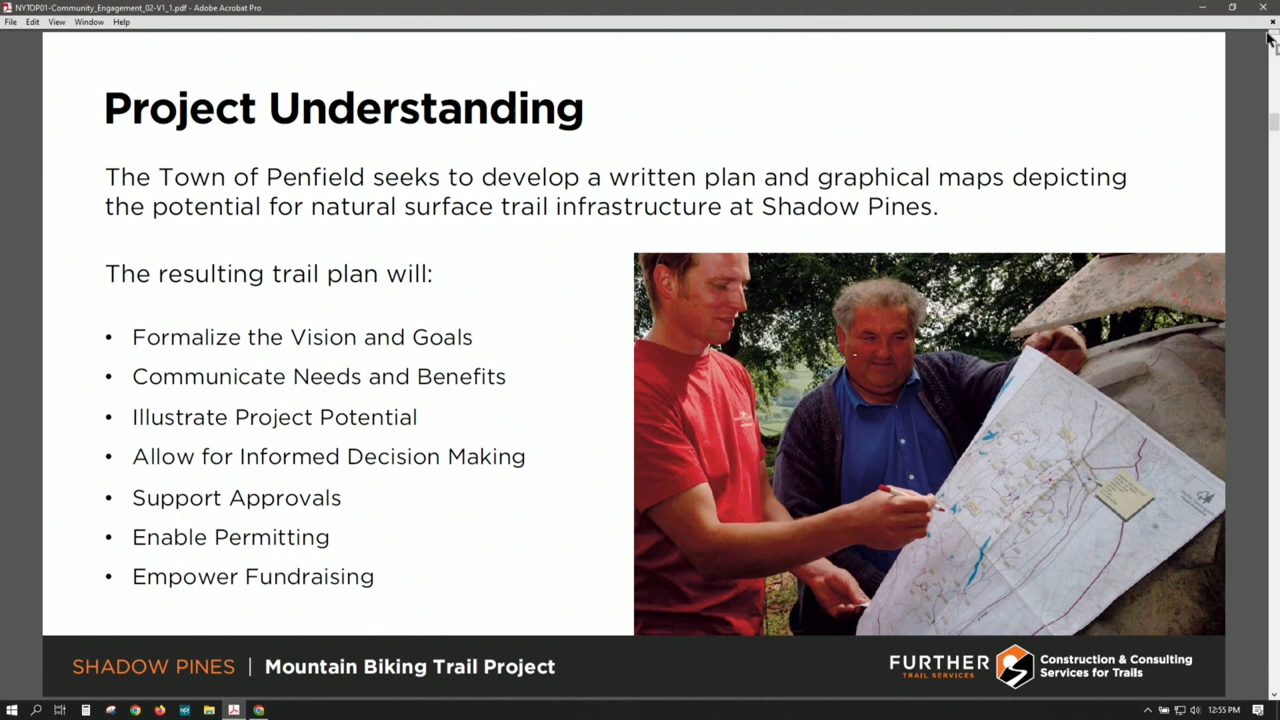 NYTOP01-Community_Engagement_02-V1_1.pdf - Adobe Acrobat Pro
File Edit View Window Help
Project Understanding
The Town of Penfield seeks to develop a written plan and graphical maps depicting
the potential for natural surface trail infrastructure at Shadow Pines.
The resulting trail plan will:
• Formalize the Vision and Goals
• Communicate Needs and Benefits
• Illustrate Project Potential
• Allow for Informed Decision Making
• Support Approvals
• Enable Permitting
• Empower Fundraising
SHADOW PINES | Mountain Biking Trail Project
FURTHER
TRAIL SERVICES
Construction & Consulting
Services for Trails
12:55 PM